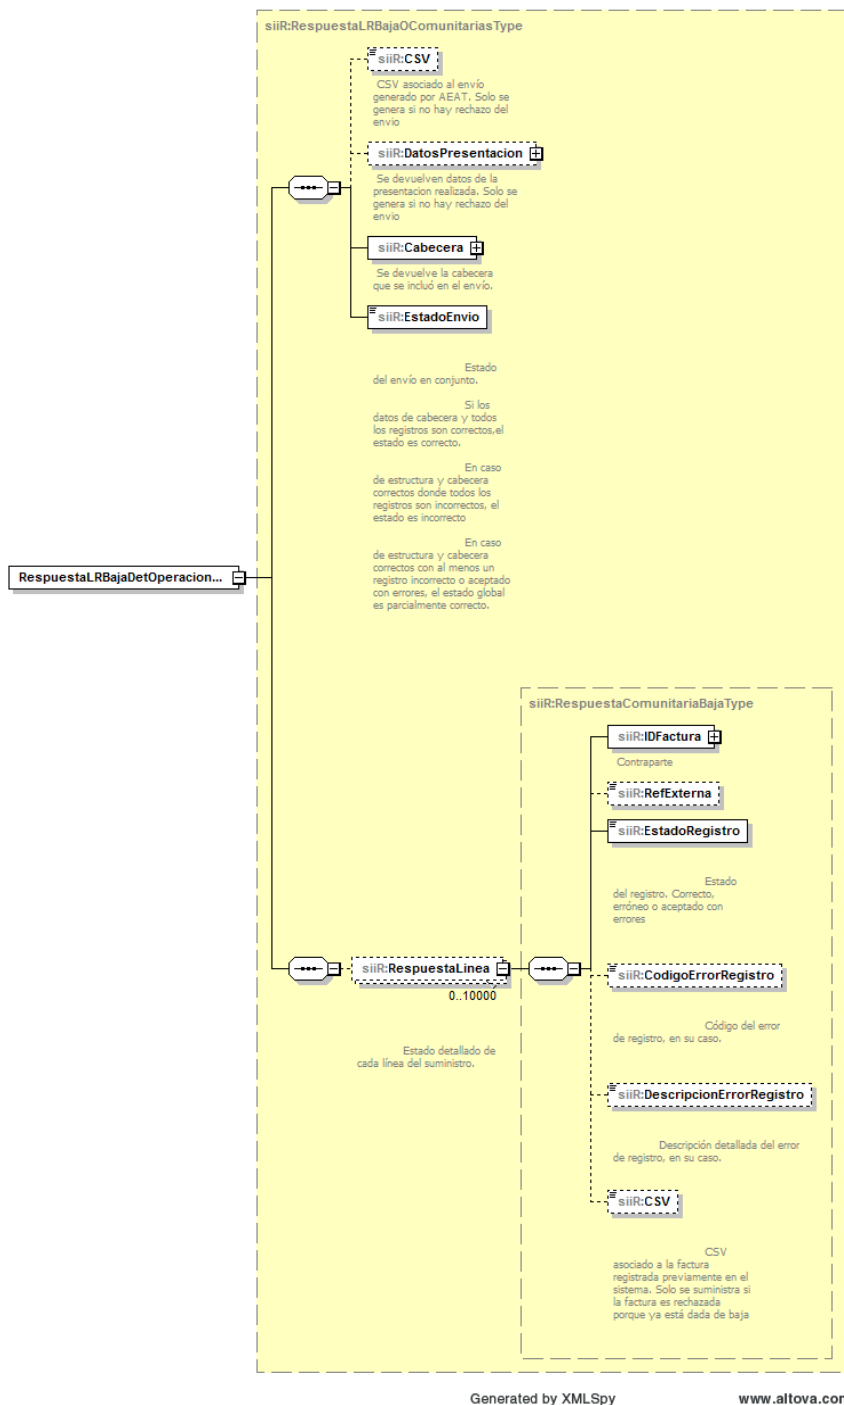 siiR:RespuestaLRBajaOComunitariasType
siiR:CSV
CSV asociado al envío
generado por AEAT. Solo se
genera si no hay rechazo del
envio
siiR:DatosPresentacion
Se devuelven datos de la
presentacion realizada. Solo se
genera si no hay rechazo del
envio
siiR:Cabecera
Se devuelve la cabecera
que se incluó en el envío.
siiR:EstadoEnvio
Estado
del envío en conjunto.
Si los
datos de cabecera y todos
los registros son correctos,el
estado es correcto.
En caso
de estructura y cabecera
correctos donde todos los
registros son incorrectos, el
estado es incorrecto
En caso
de estructura y cabecera
correctos con al menos un
registro incorrecto o aceptado
con errores, el estado global
es parcialmente correcto.
RespuestaLRBajaDetOperacion...
siiR:RespuestaComunitariaBajaType
siiR:IDFactura
Contraparte
siiR:RefExterna
siiR:EstadoRegistro
Estado
del registro. Correcto,
erróneo o aceptado con
errores
siiR:RespuestaLinea
0..10000
Estado detallado de
cada línea del suministro.
siiR:CodigoErrorRegistro
Código del error
de registro, en su caso.
siiR:DescripcionErrorRegistro
Descripción detallada del error
de registro, en su caso.
siiR:CSV
CSV
asociado a la factura
registrada previamente en el
sistema. Solo se suministra si
la factura es rechazada
porque ya está dada de baja
Generated by XMLSpy
www.altova.com